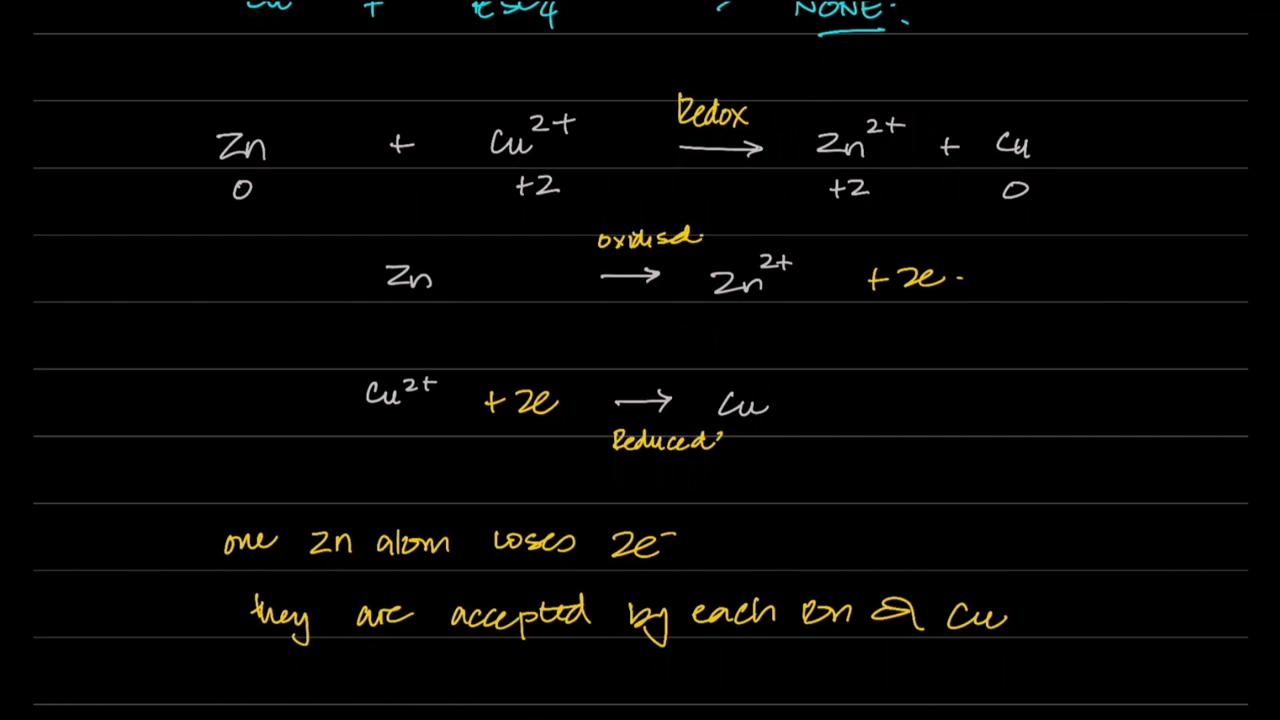 + NONE.
Zn + Cu²⁺ Redox → Zn²⁺ + Cu
0 +2 +2 0
oxidised
Zn → Zn²⁺ + 2e
Cu²⁺ + 2e → Cu
Reduced
one Zn atom loses 2e⁻
they are accepted by each ion of Cu